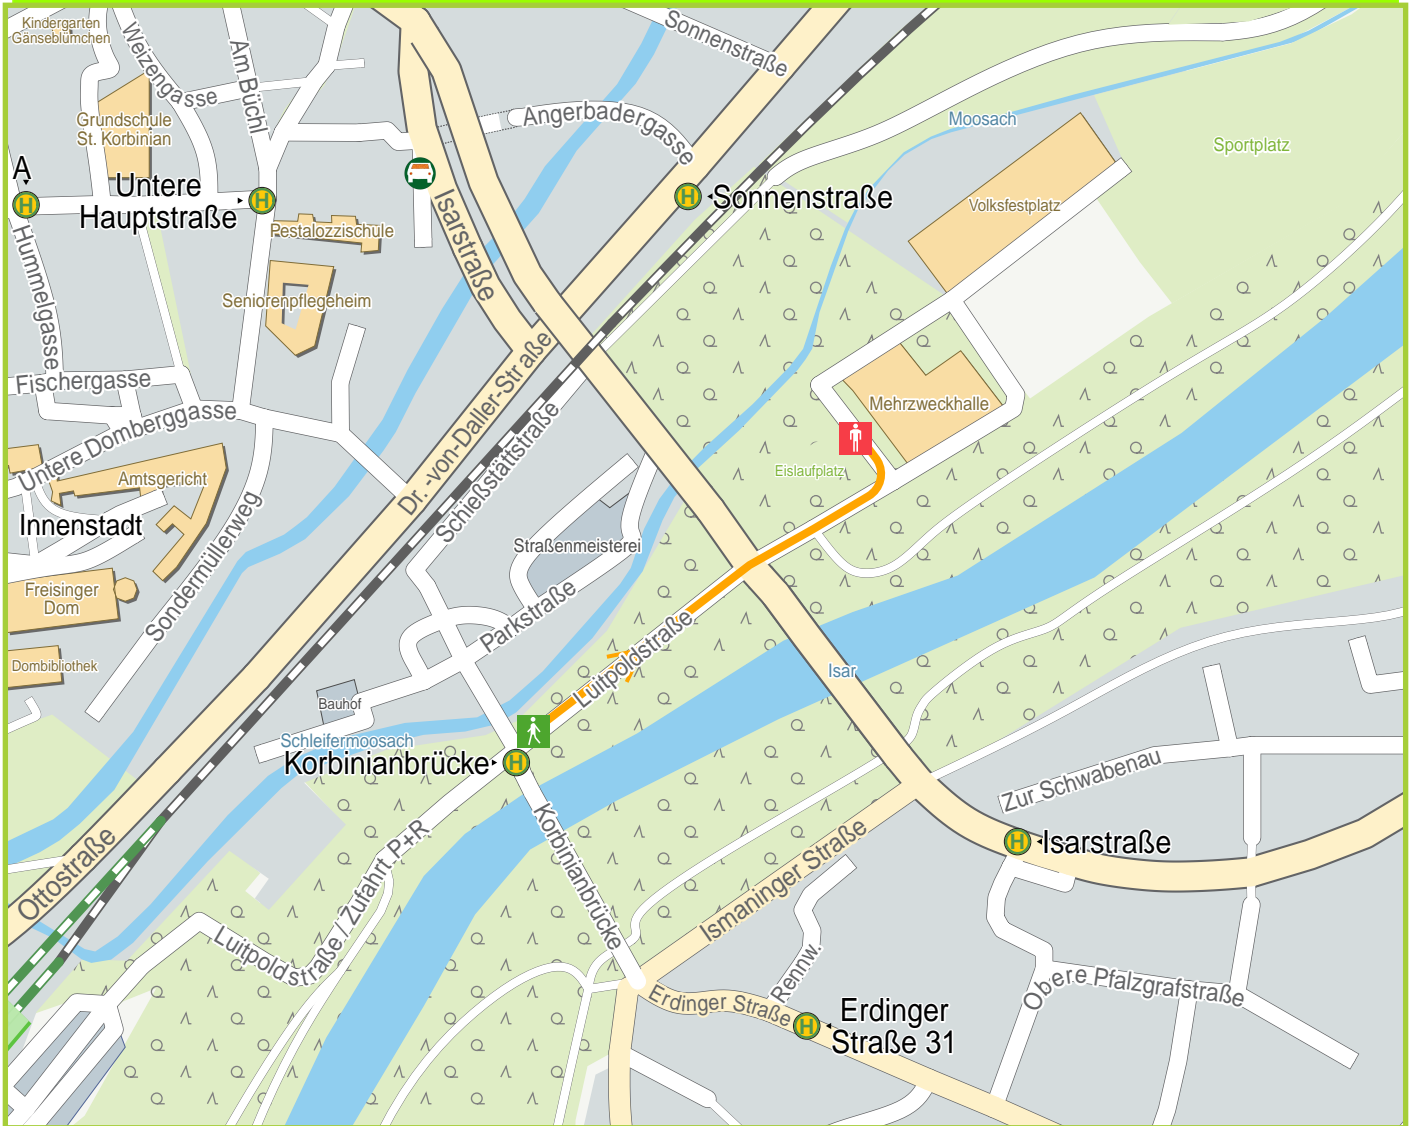 Kindergarten
Gänseblümchen
Weizengasse
Am Büchl
Sonnenstraße
Grundschule
St. Korbinian
Angerbadergasse
Moosach
Sportplatz
A
H
Untere
Hauptstraße
H
H
Sonnenstraße
Volksfestplatz
Isarstraße
Pestalozzischule
Hummelgasse
Seniorenpflegeheim
Fischergasse
Dr. -von-Daller-Straße
Untere Domberggasse
Mehrzweckhalle
Schießstättstraße
Eislaufplatz
Amtsgericht
Innenstadt
Sondermüllerweg
Straßenmeisterei
Freisinger
Dom
Parkstraße
Luitpoldstraße
Dombibliothek
Isar
Bauhof
Schleifermoosach
Korbinianbrücke
H
Zur Schwabenau
Korbinianbrücke
H
Isarstraße
Ottostraße
Luitpoldstraße / Zufahrt P+R
Ismaninger Straße
Rennw.
Obere Pfalzgrafstraße
Erdinger Straße
H
Erdinger
Straße 31